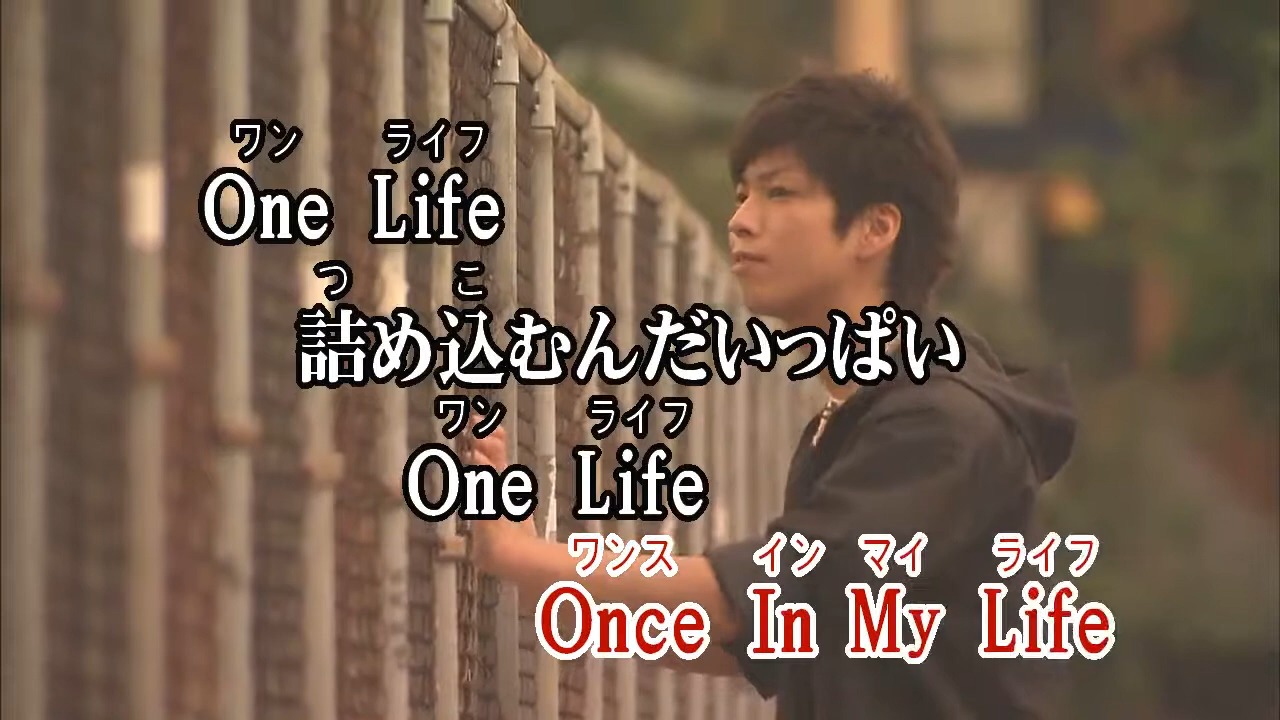 ワン ライフ
One Life
つ こ
詰め込むんだいっぱい
ワン ライフ
One Life
ワンス イン マイ ライフ
Once In My Life